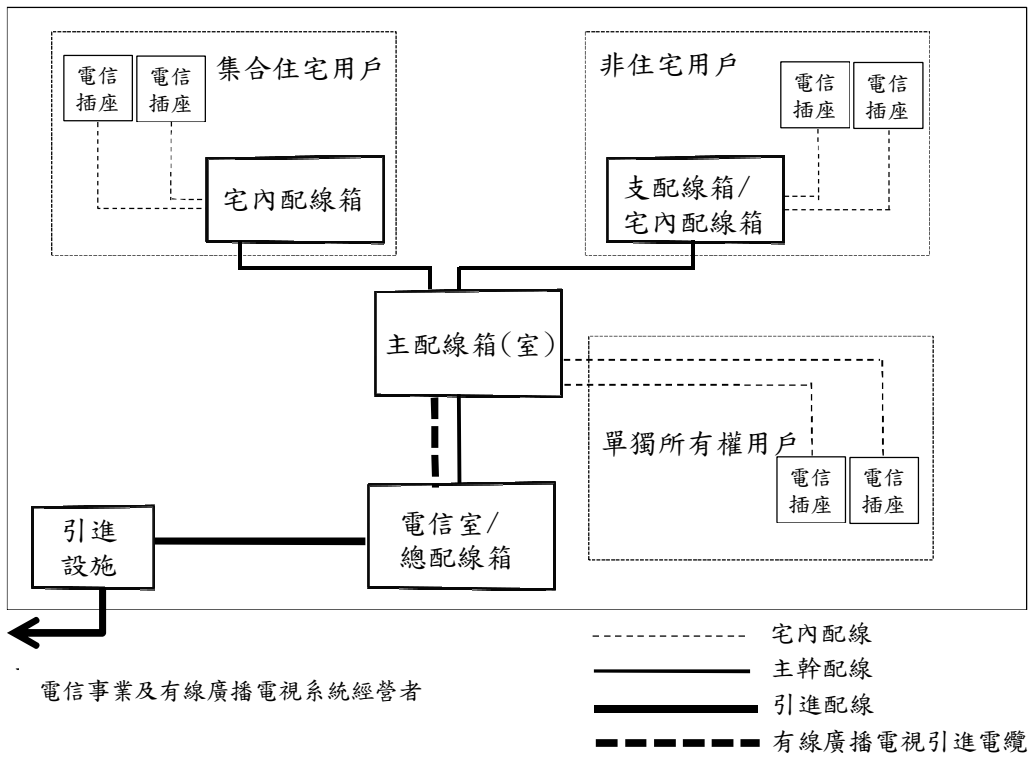 集合住宅用戶
電信
插座
電信
插座
宅內配線箱
非住宅用戶
電信
插座
電信
插座
支配線箱/
宅內配線箱
主配線箱(室)
單獨所有權用戶
電信
插座
電信
插座
電信室/
總配線箱
引進
設施
電信事業及有線廣播電視系統經營者
宅內配線
主幹配線
引進配線
有線廣播電視引進電纜